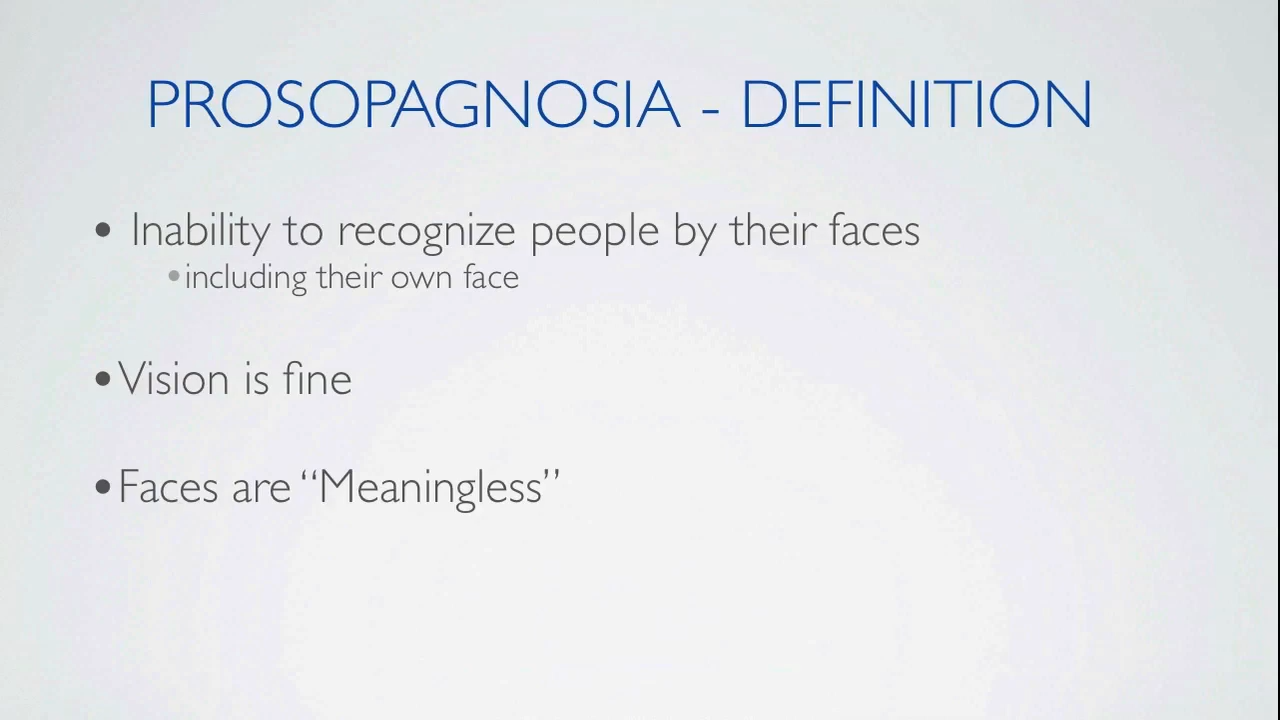 PROSOPAGNOSIA - DEFINITION
• Inability to recognize people by their faces
• including their own face
• Vision is fine
• Faces are “Meaningless”